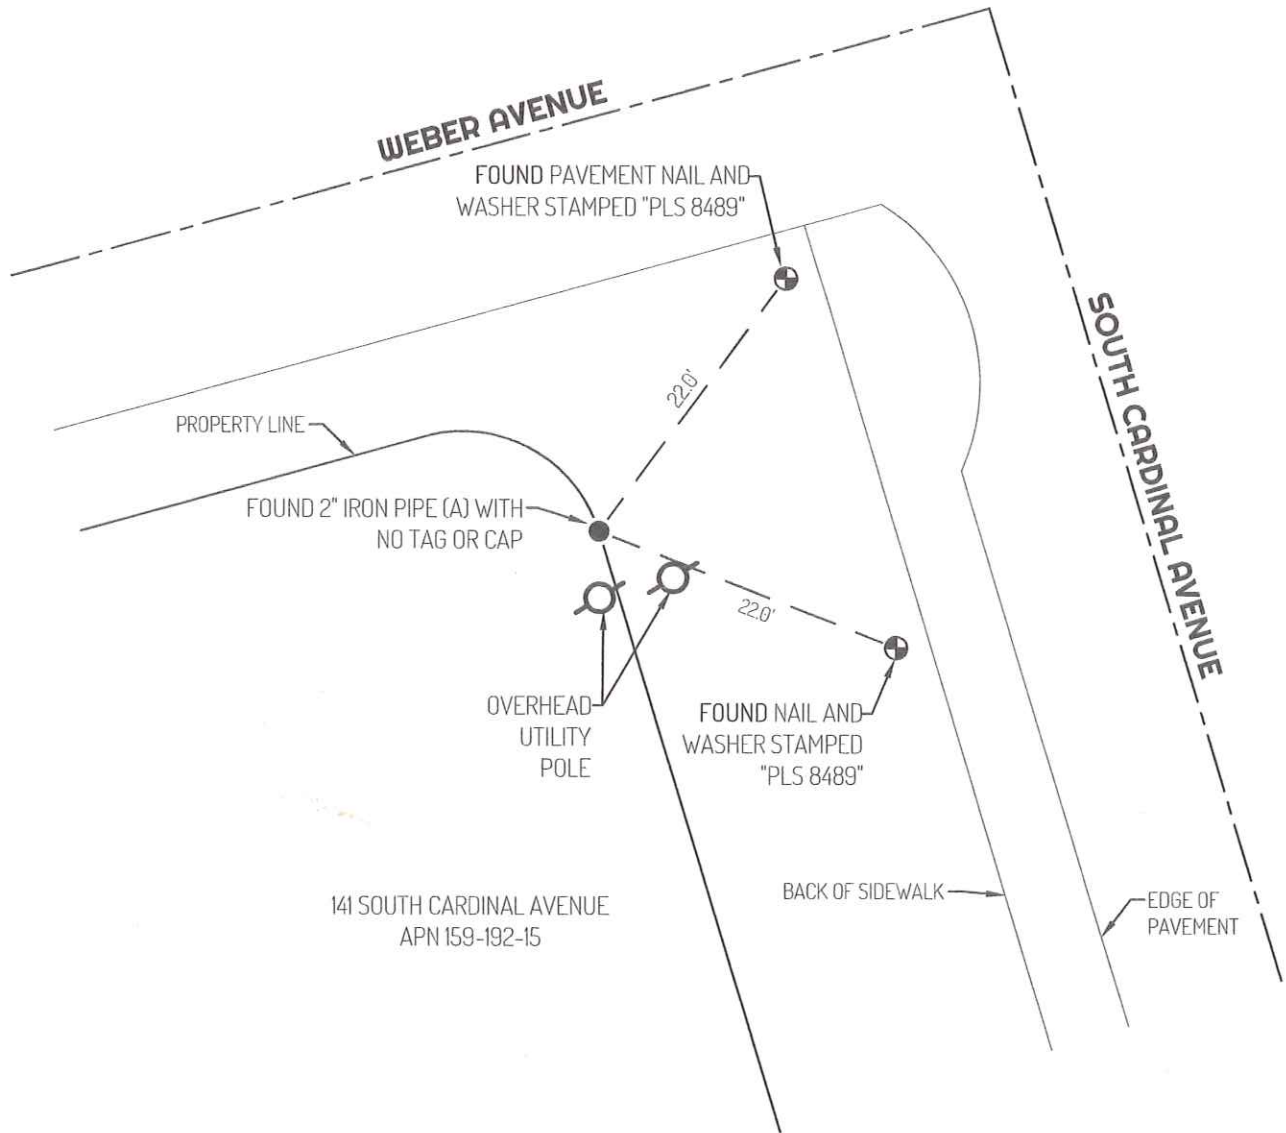 WEBER AVENUE
FOUND PAVEMENT NAIL AND
WASHER STAMPED "PLS 8489"
SOUTH CARDINAL AVENUE
22.0'
PROPERTY LINE
FOUND 2" IRON PIPE (A) WITH
NO TAG OR CAP
22.0'
OVERHEAD
UTILITY
POLE
FOUND NAIL AND
WASHER STAMPED
"PLS 8489"
141 SOUTH CARDINAL AVENUE
APN 159-192-15
BACK OF SIDEWALK
EDGE OF
PAVEMENT